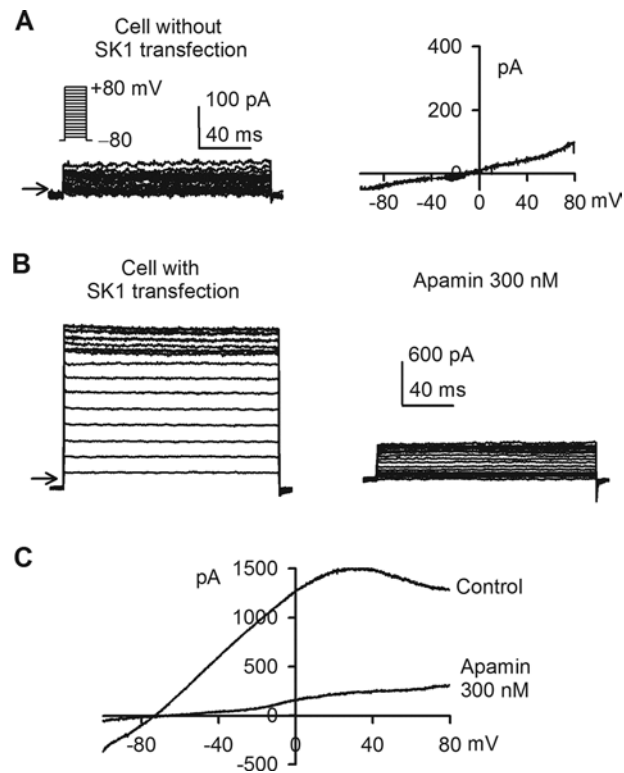 A
Cell without
SK1 transfection
+80 mV
−80
100 pA
40 ms
400
pA
200
0
-80
-40
0
80 mV
B
Cell with
SK1 transfection
Apamin 300 nM
600 pA
40 ms
C
pA
1500
1000
500
0
-500
-80
-40
0
40
80 mV
Control
Apamin
300 nM